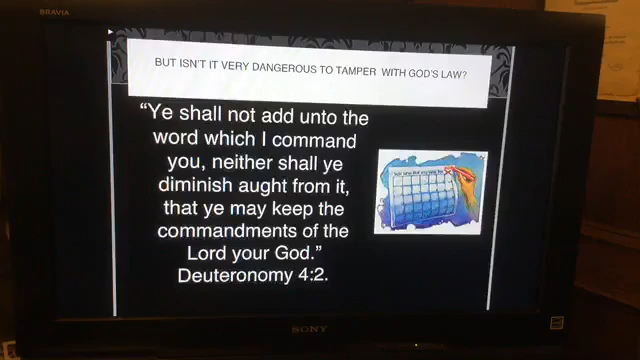 BRAVIA
BUT ISN'T IT VERY DANGEROUS TO TAMPER WITH GOD'S LAW?
“Ye shall not add unto the
word which I command
you, neither shall ye
diminish aught from it,
that ye may keep the
commandments of the
Lord your God.”
Deuteronomy 4:2.
SONY